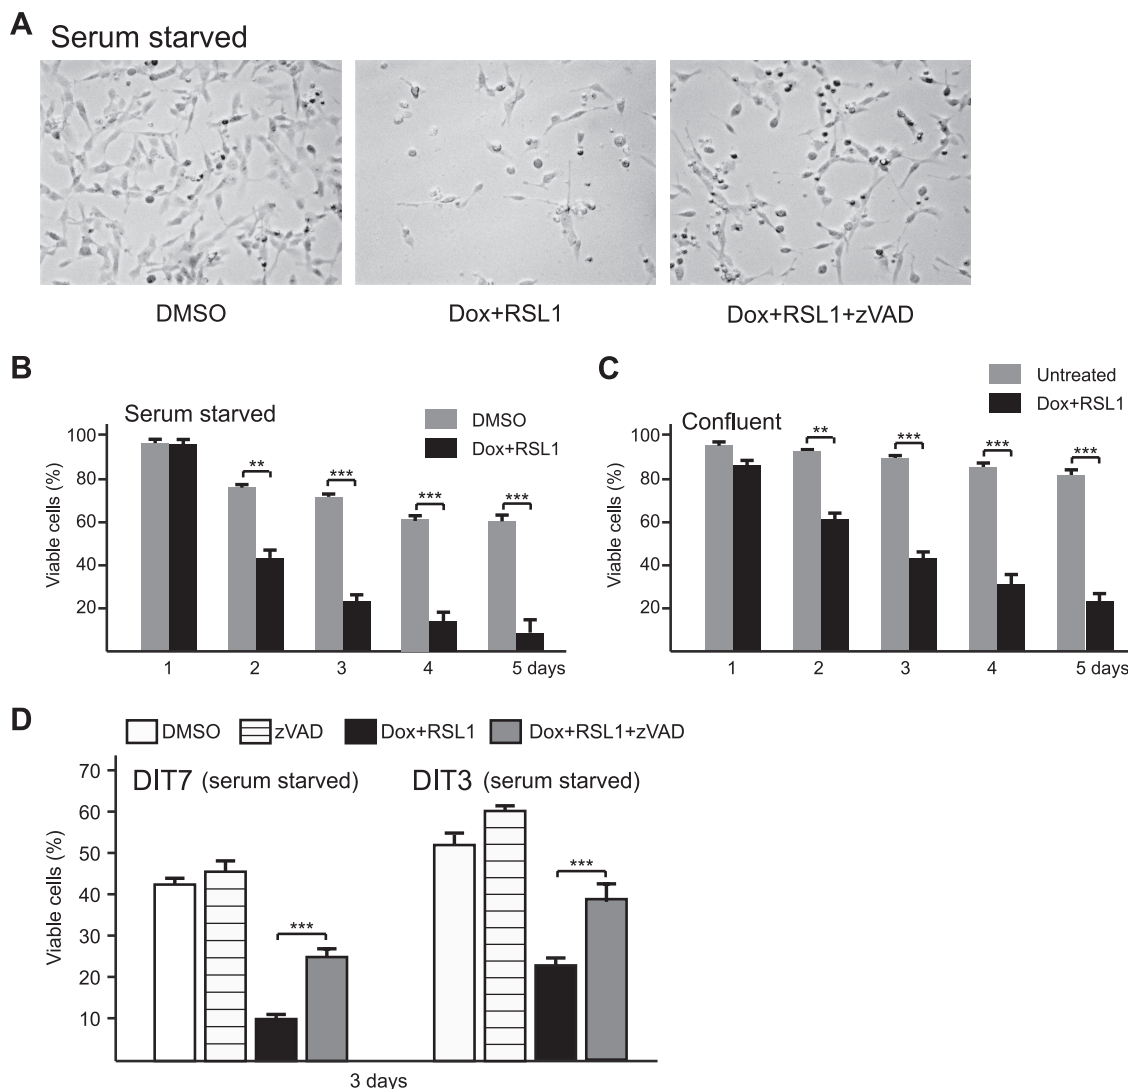 A Serum starved
DMSO Dox+RSL1 Dox+RSL1+zVAD
B
Serum starved
DMSO
Dox+RSL1
Viable cells (%)
100
80
60
40
20
** *** *** ***
1 2 3 4 5 days
C
Untreated
Dox+RSL1
Confluent
Viable cells (%)
100
80
60
40
20
** *** *** ***
1 2 3 4 5 days
D
DMSO zVAD Dox+RSL1 Dox+RSL1+zVAD
DIT7 (serum starved) DIT3 (serum starved)
Viable cells (%)
70
60
50
40
30
20
10
*** ***
3 days